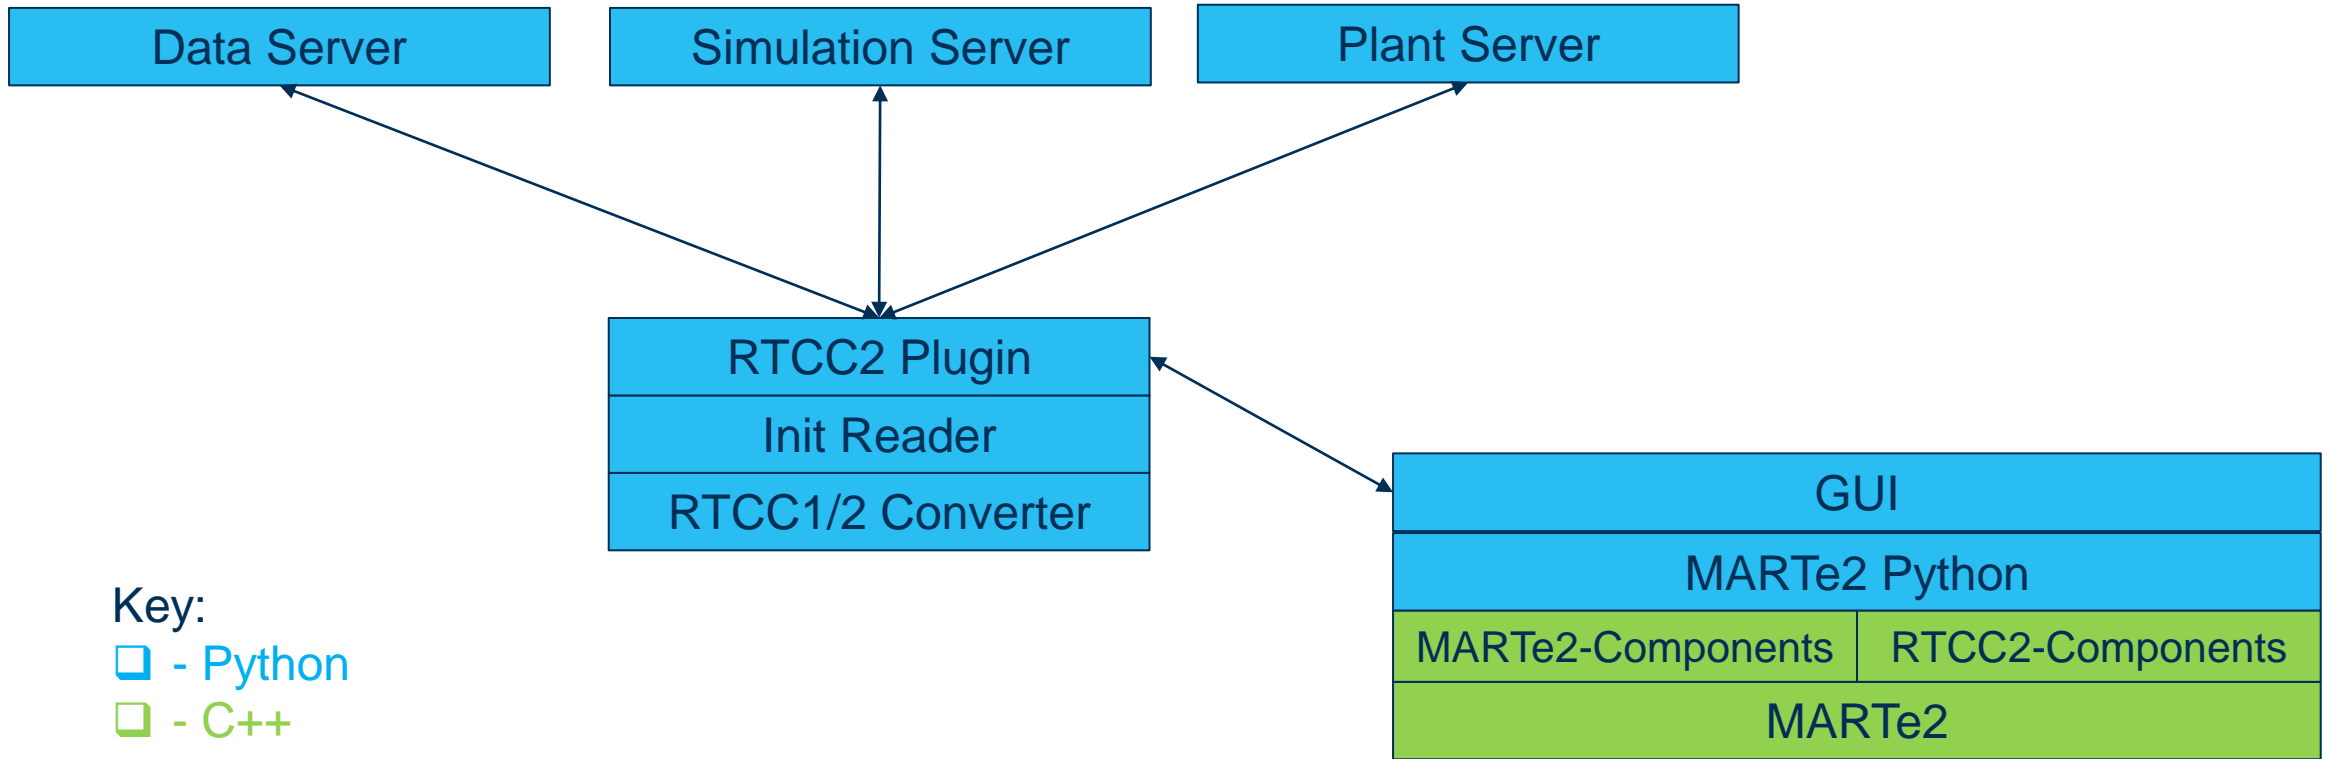 Data Server
Simulation Server
Plant Server
RTCC2 Plugin
Init Reader
RTCC1/2 Converter
GUI
MARTe2 Python
MARTe2-Components
RTCC2-Components
MARTe2
Key:
- Python
- C++